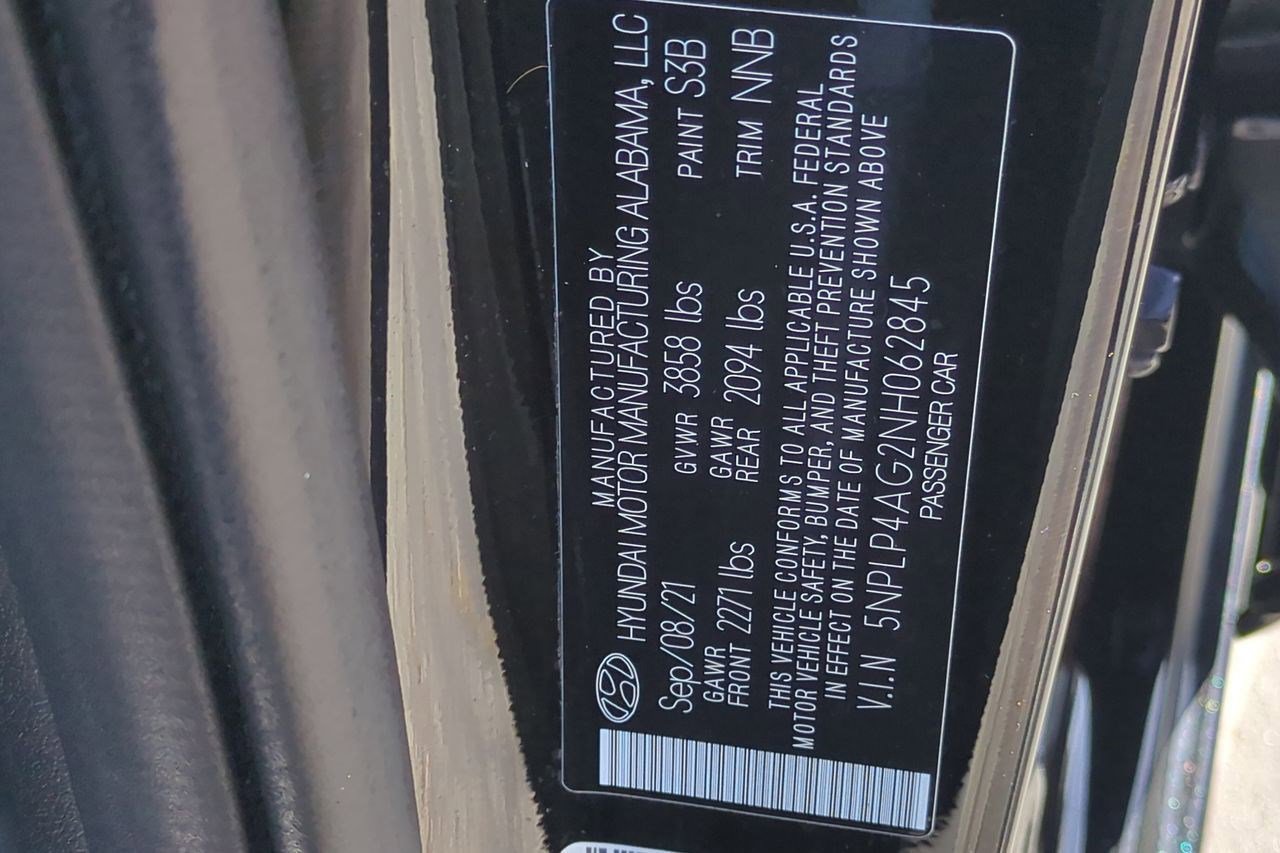 MANUFACTURED BY
HYUNDAI MOTOR MANUFACTURING ALABAMA, LLC
Sep/08/21 GVWR 3858 lbs PAINT S3B
GAWR GAWR
FRONT 2271 lbs REAR 2094 lbs TRIM NNB
THIS VEHICLE CONFORMS TO ALL APPLICABLE U.S.A. FEDERAL
MOTOR VEHICLE SAFETY, BUMPER, AND THEFT PREVENTION STANDARDS
IN EFFECT ON THE DATE OF MANUFACTURE SHOWN ABOVE
V.I.N 5NPLP4AG2NH062845
PASSENGER CAR